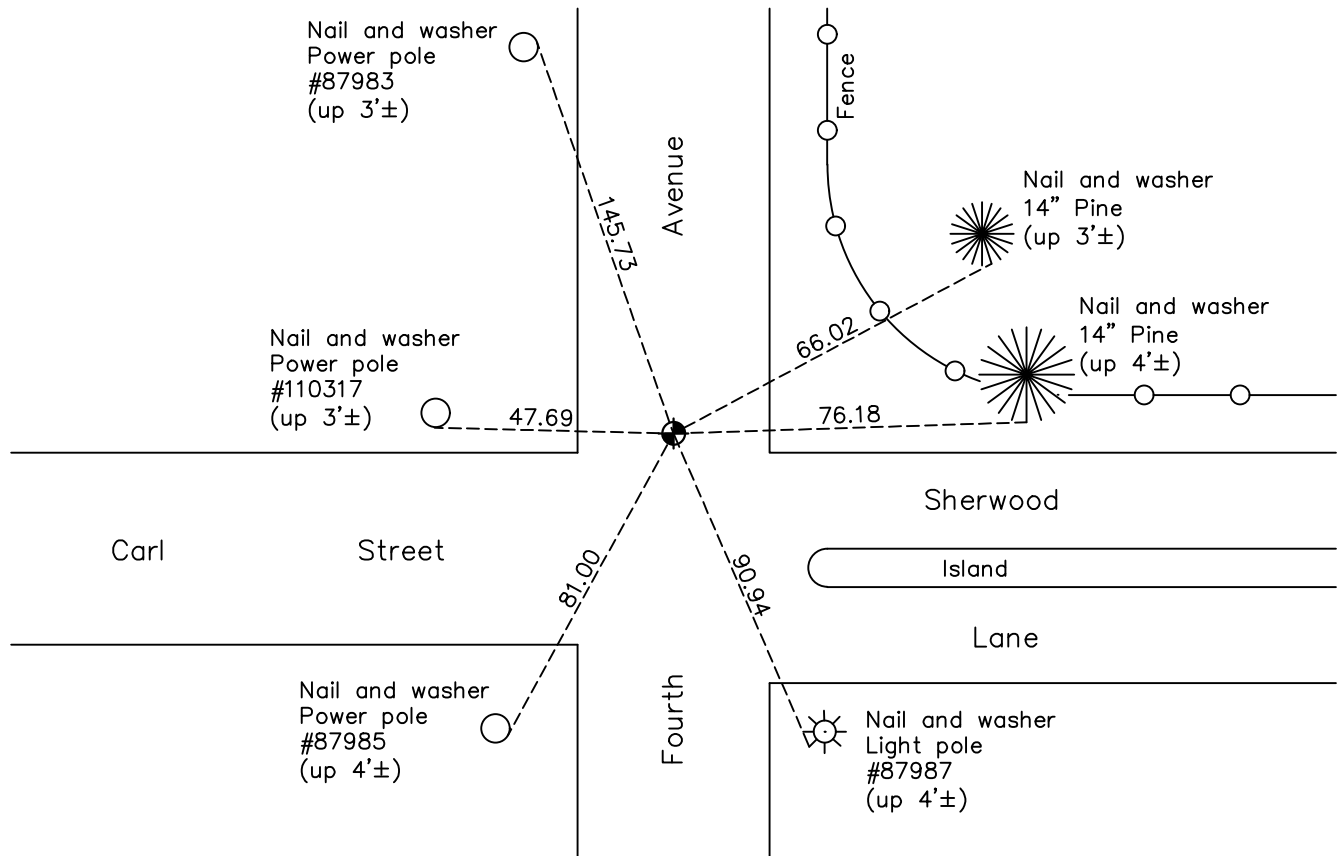 Nail and washer
Power pole
#87983
(up 3'±)
Avenue
Fence
145.73
Nail and washer
14" Pine
(up 3'±)
Nail and washer
14" Pine
(up 4'±)
66.02
Nail and washer
Power pole
#110317
(up 3'±)
47.69
76.18
Sherwood
Carl Street
Island
81.00
90.94
Lane
Fourth
Nail and washer
Power pole
#87985
(up 4'±)
Nail and washer
Light pole
#87987
(up 4'±)